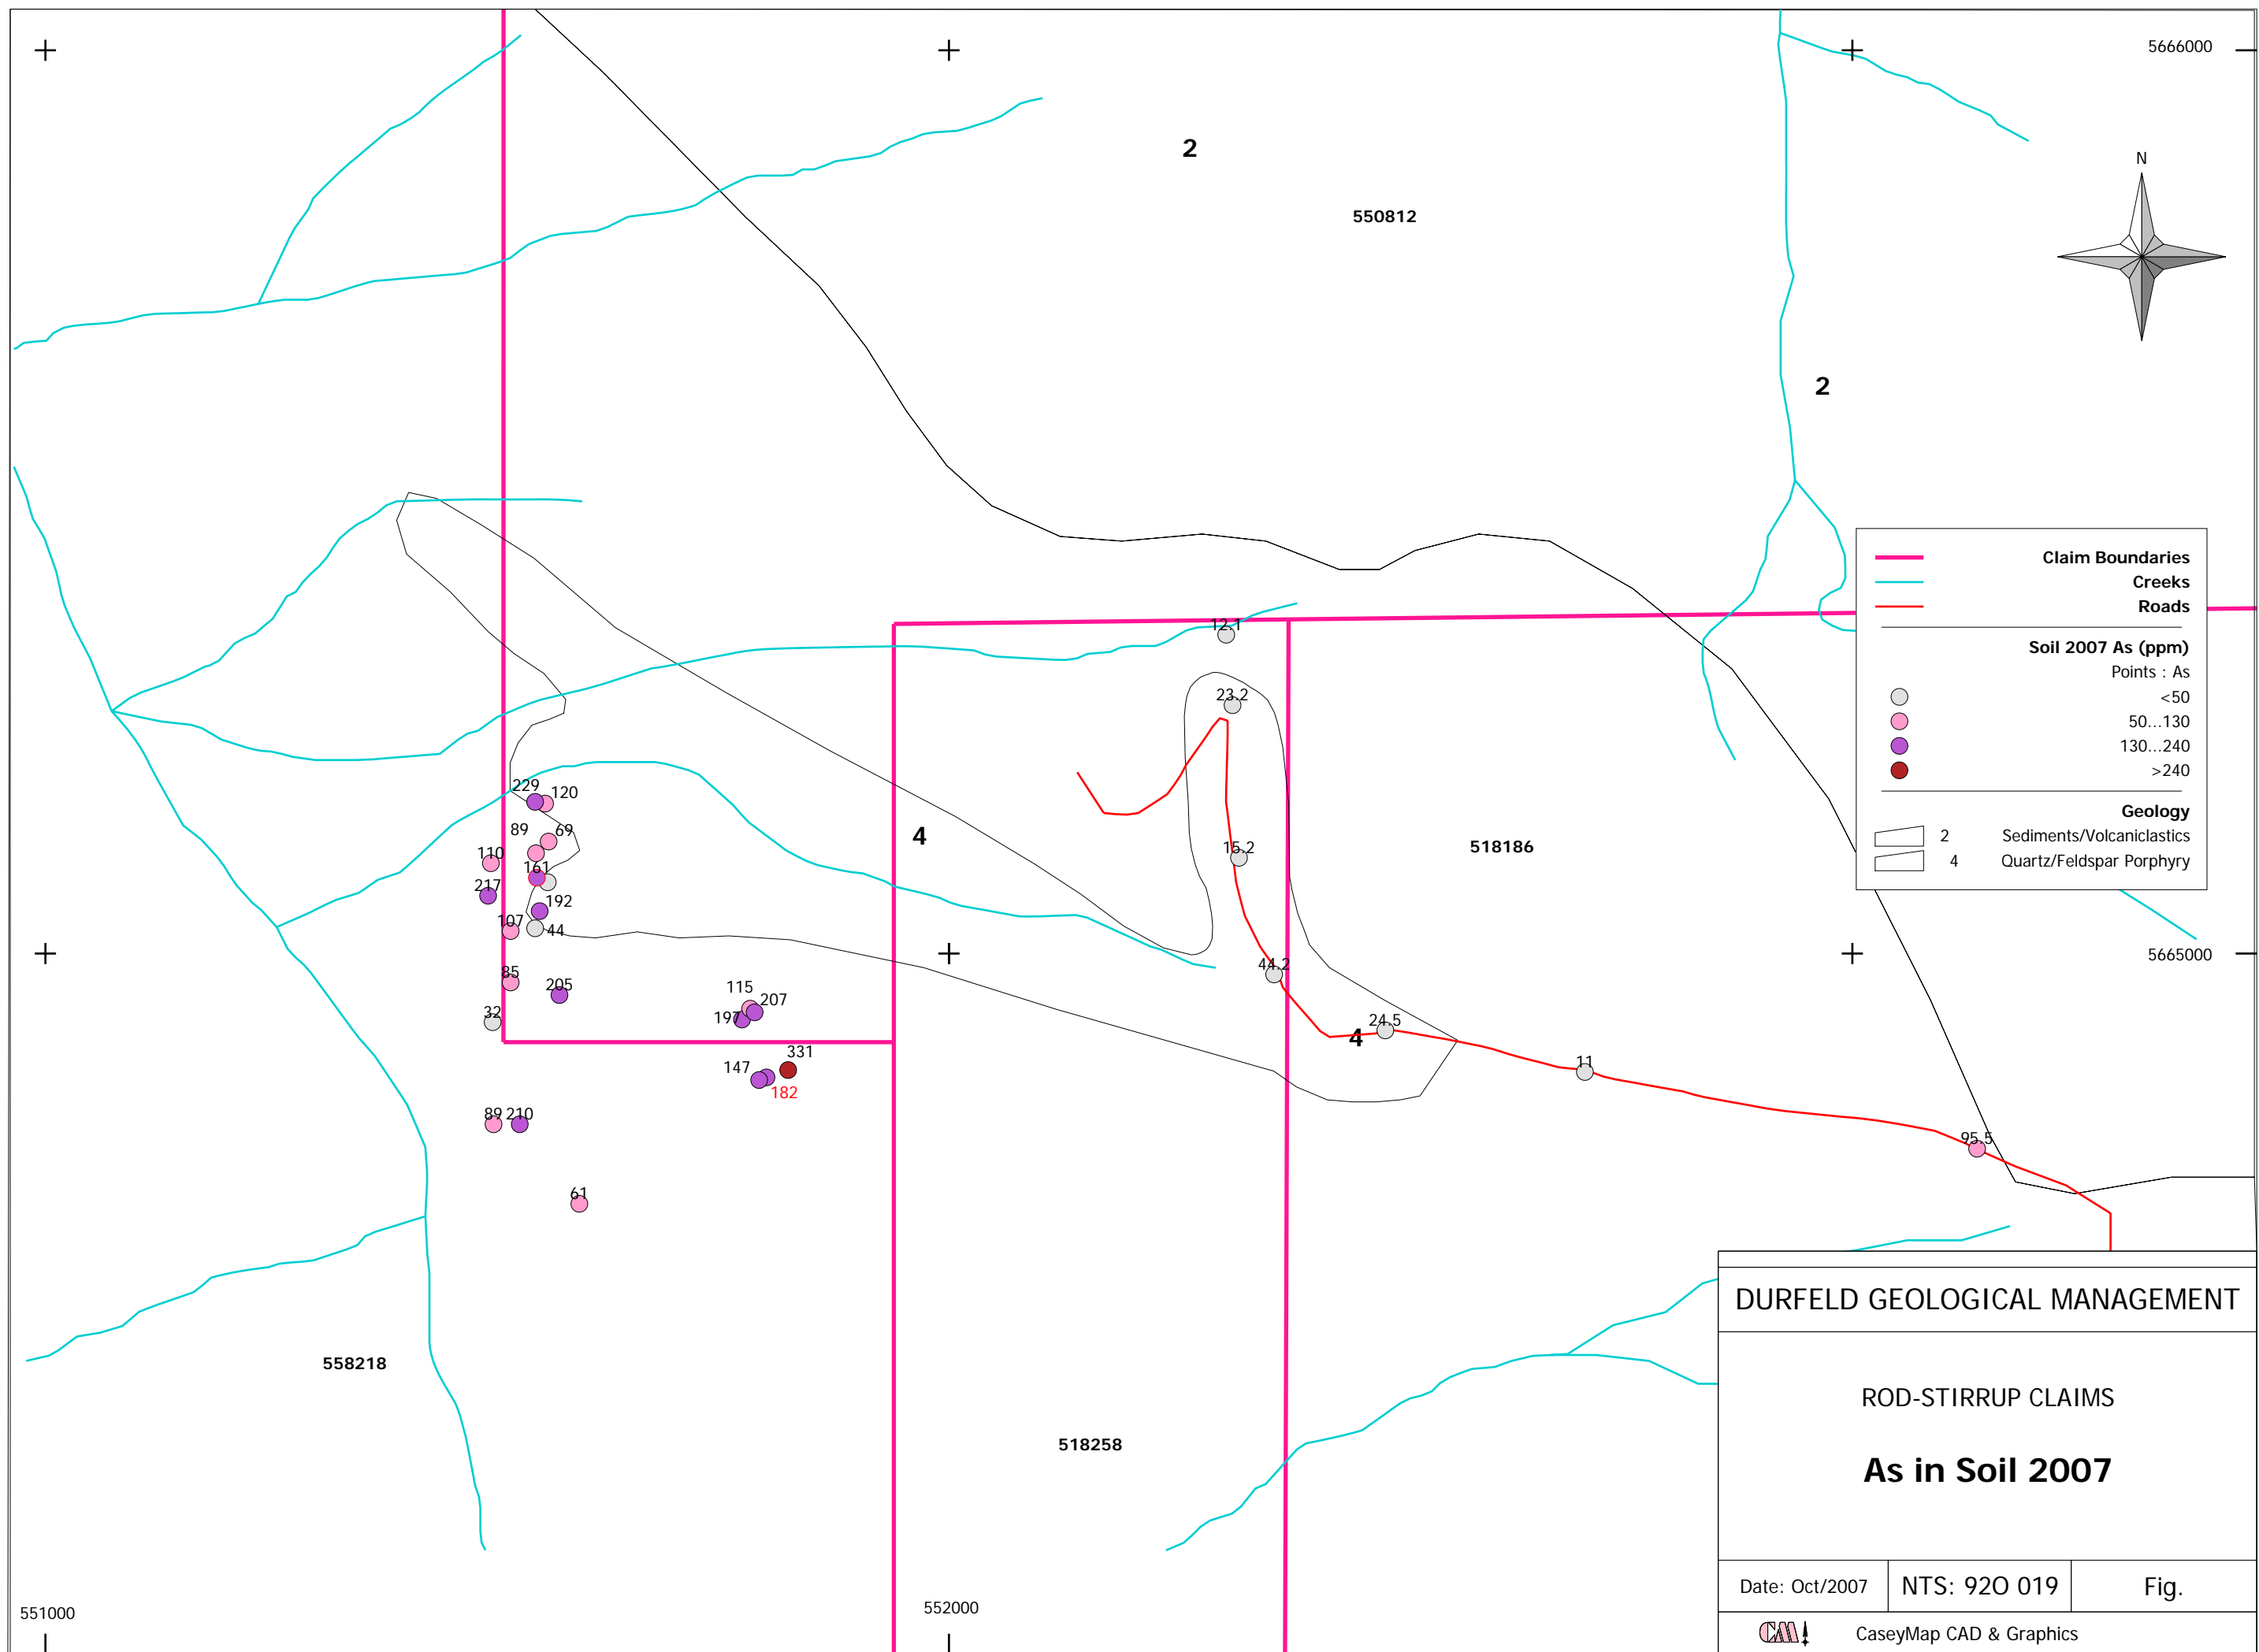 5666000
N
2
550812
2
Claim Boundaries
Creeks
Roads
Soil 2007 As (ppm)
Points : As
<50
50...130
130...240
>240
Geology
2 Sediments/Volcaniclastics
4 Quartz/Feldspar Porphyry
12.1
23.2
229
120
89
69
4
518186
15.2
110
161
217
192
107
44
5665000
85
44.2
205
115
207
197
32
24.5
4
331
147
11
182
89
210
95.5
61
DURFELD GEOLOGICAL MANAGEMENT
558218
ROD-STIRRUP CLAIMS
518258
As in Soil 2007
Date: Oct/2007
NTS: 92O 019
Fig.
551000
552000
CM
CaseyMap CAD & Graphics